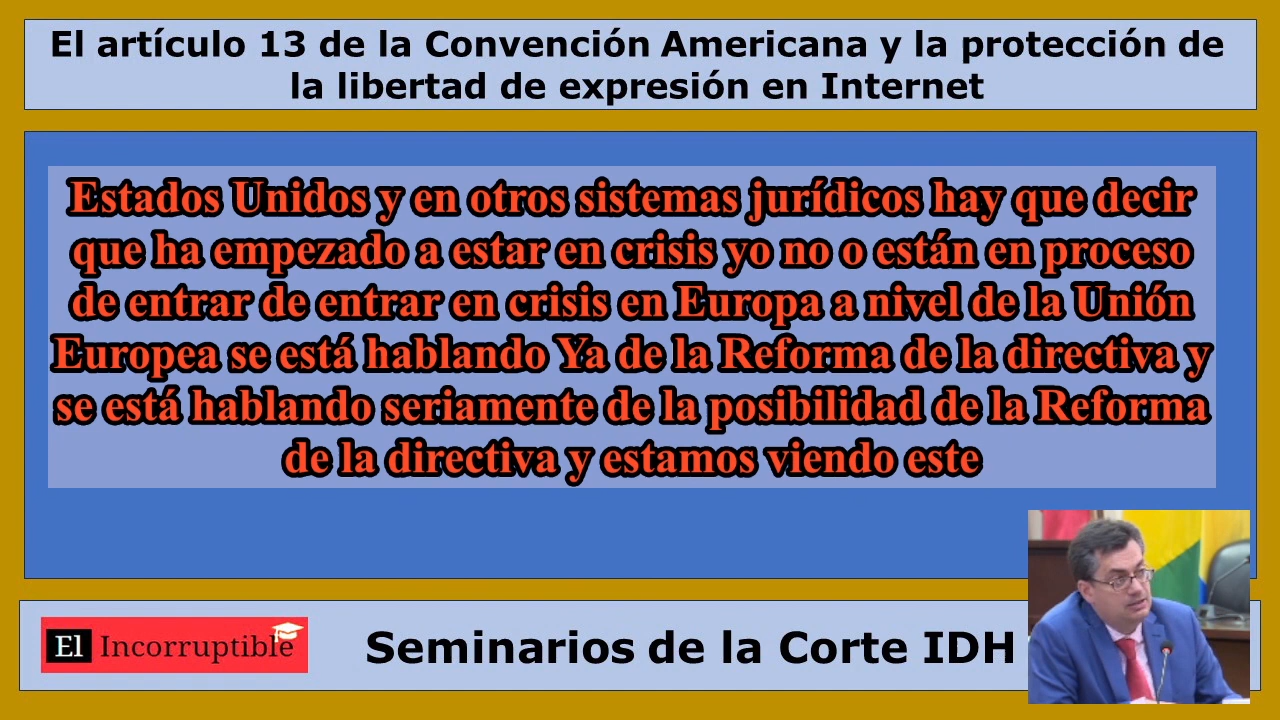 El artículo 13 de la Convención Americana y la protección de
la libertad de expresión en Internet
Estados Unidos y en otros sistemas jurídicos hay que decir
que ha empezado a estar en crisis yo no o están en proceso
de entrar de entrar en crisis en Europa a nivel de la Unión
Europea se está hablando Ya de la Reforma de la directiva y
se está hablando seriamente de la posibilidad de la Reforma
de la directiva y estamos viendo este
El Incorruptible
Seminarios de la Corte IDH